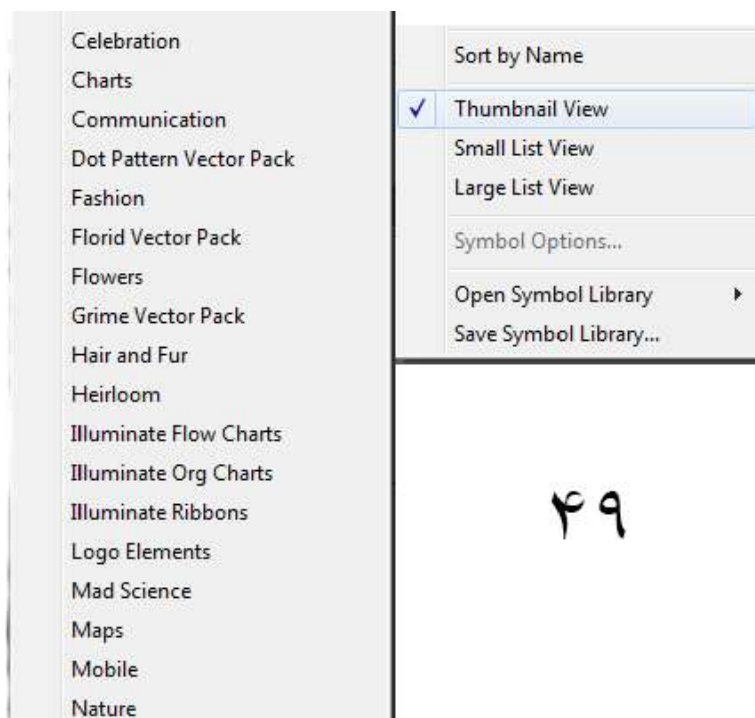 Celebration
Charts
Communication
Dot Pattern Vector Pack
Fashion
Florid Vector Pack
Flowers
Grime Vector Pack
Hair and Fur
Heirloom
Illuminate Flow Charts
Illuminate Org Charts
Illuminate Ribbons
Logo Elements
Mad Science
Maps
Mobile
Nature
Sort by Name
Thumbnail View
Small List View
Large List View
Symbol Options...
Open Symbol Library
Save Symbol Library...
۴۹